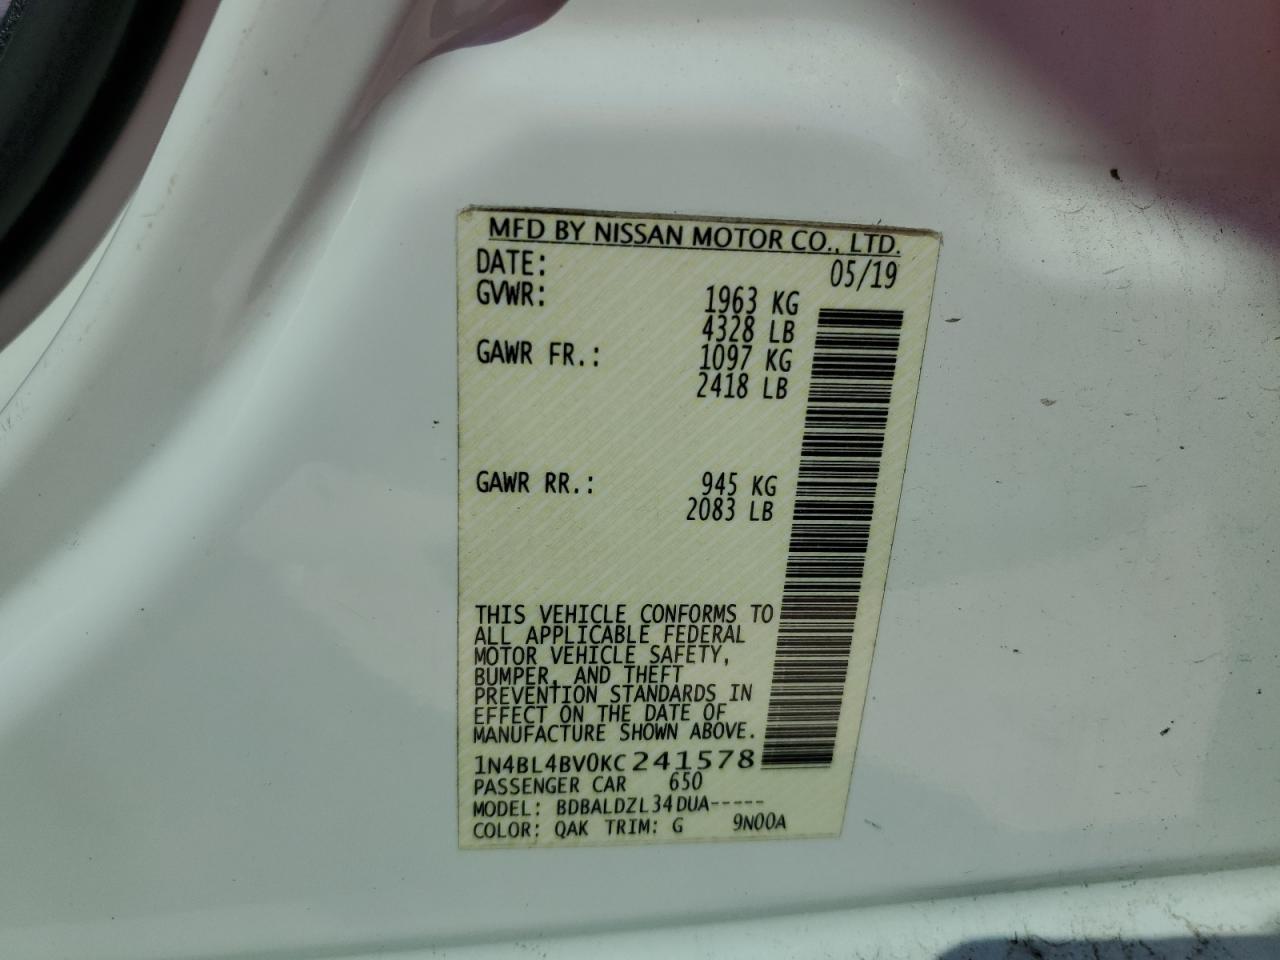 MFD BY NISSAN MOTOR CO., LTD.
DATE: 05/19
GVWR: 1963 KG
4328 LB
GAWR FR.: 1097 KG
2418 LB
GAWR RR.: 945 KG
2083 LB
THIS VEHICLE CONFORMS TO
ALL APPLICABLE FEDERAL
MOTOR VEHICLE SAFETY,
BUMPER, AND THEFT
PREVENTION STANDARDS IN
EFFECT ON THE DATE OF
MANUFACTURE SHOWN ABOVE.
1N4BL4BV0KC241578
PASSENGER CAR 650
MODEL: BDBALDZL34DUA-----
COLOR: QAK TRIM: G 9N00A